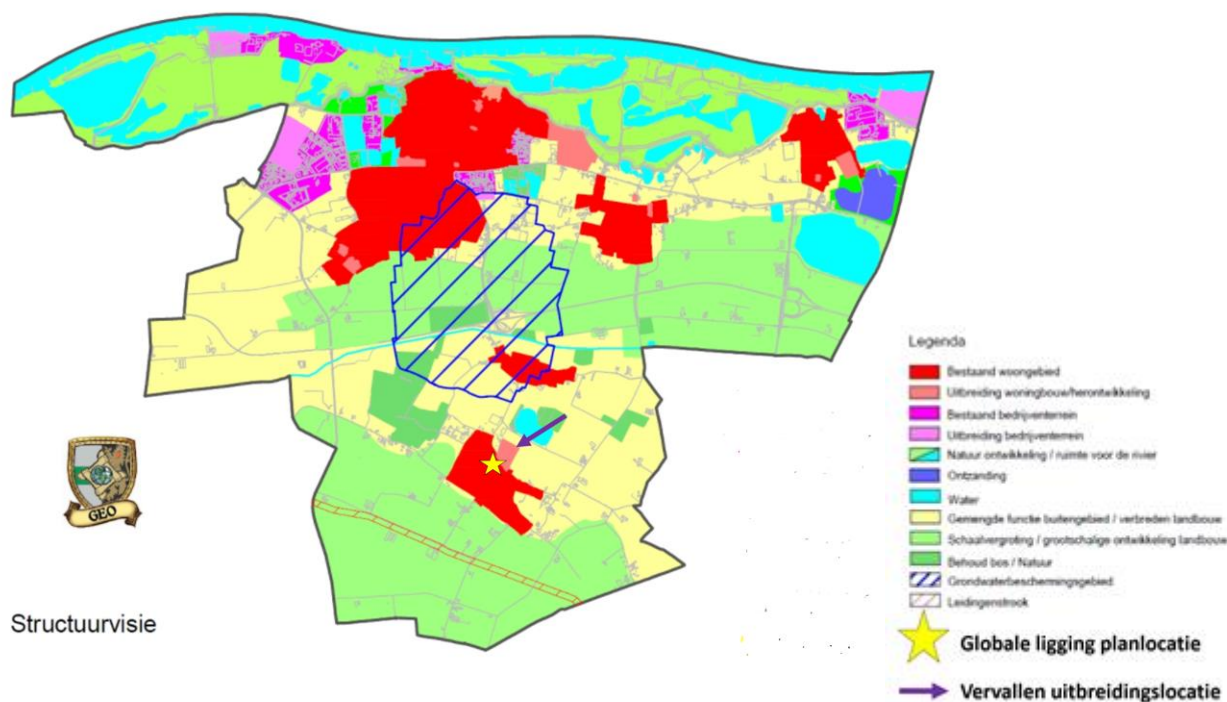 Legenda
Bestaand woongebied
Uitbreiding woningbouw/herontwikkeling
Bestaand bedrijventerrein
Uitbreiding bedrijventerrein
Natuur ontwikkeling / ruimte voor de rivier
Ontzanding
Water
Gemengde functie buitengebied / verbreden landbouw
Schaalvergroting / grootschalige ontwikkeling landbouw
Behoud bos / Natuur
Grondwaterbeschermingsgebied
Leidingenstrook
GEO
Structuurvisie
Globale ligging planlocatie
Vervallen uitbreidingslocatie